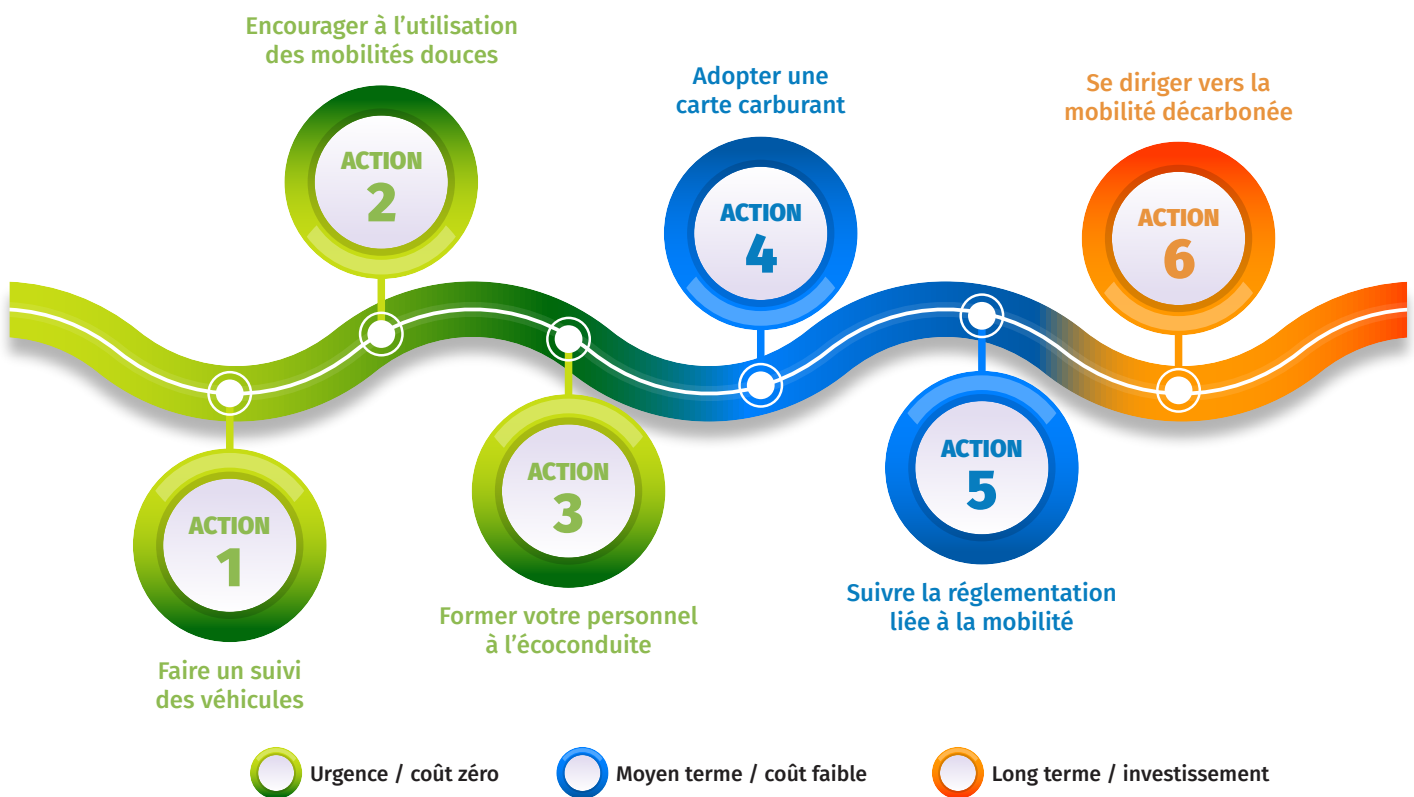 Encourager à l’utilisation
des mobilités douces
ACTION
2
Adopter une
carte carburant
ACTION
4
Se diriger vers la
mobilité décarbonée
ACTION
6
ACTION
1
Faire un suivi
des véhicules
ACTION
3
Former votre personnel
à l’écoconduite
ACTION
5
Suivre la réglementation
liée à la mobilité
Urgence / coût zéro
Moyen terme / coût faible
Long terme / investissement